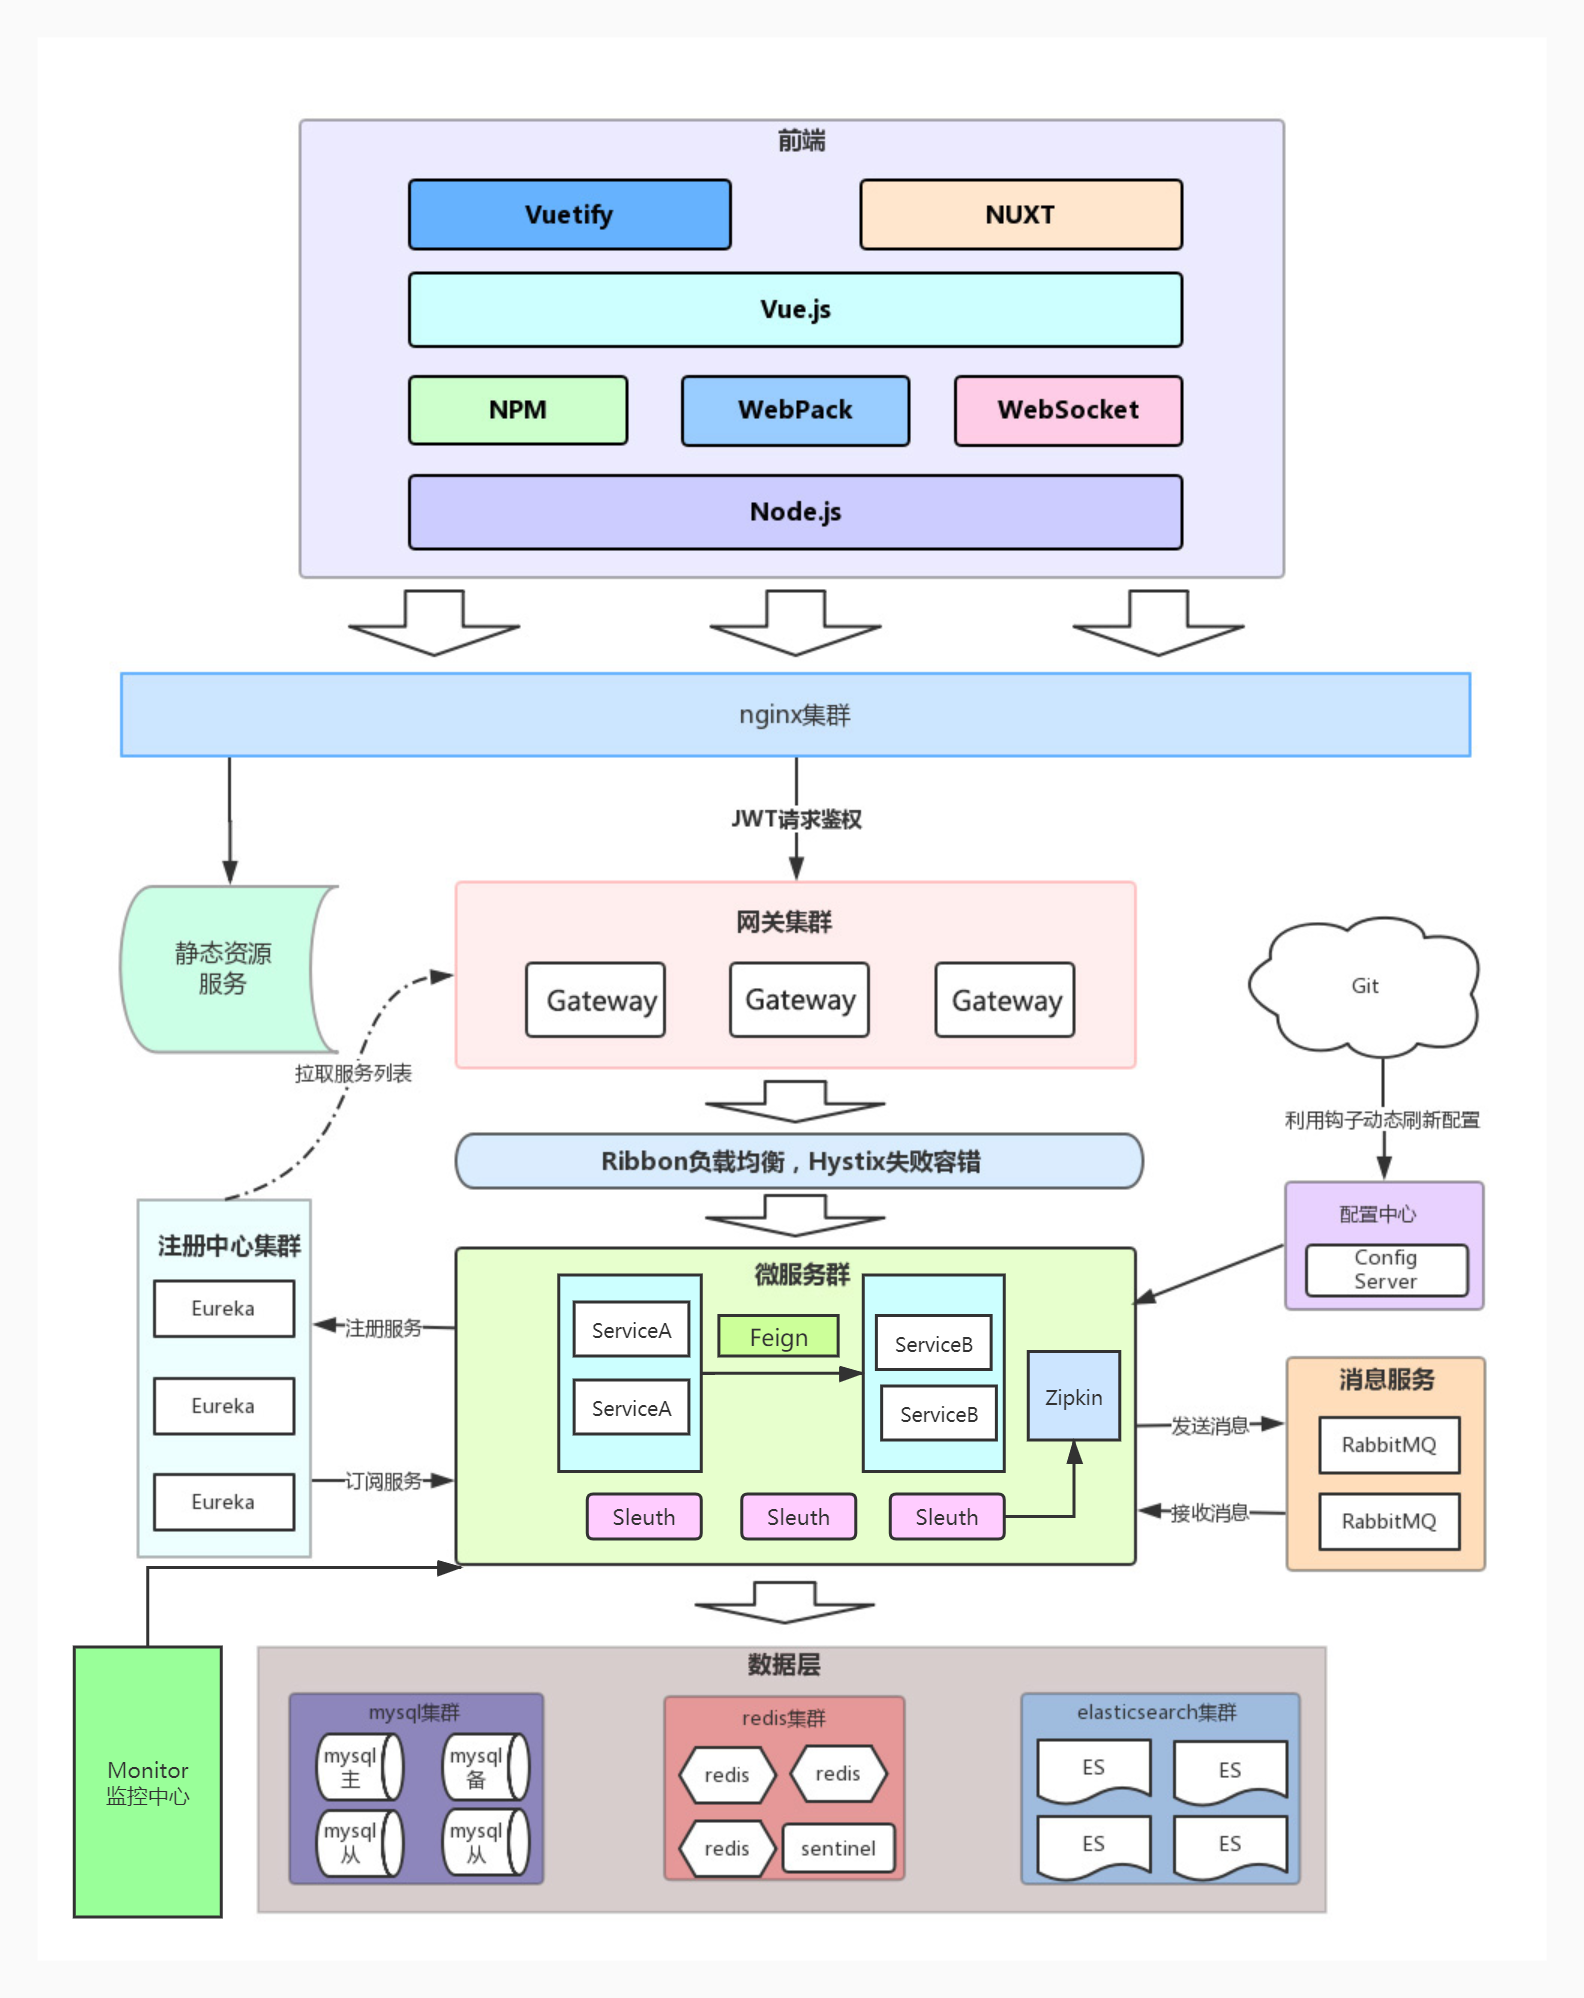 前端
Vuetify
NUXT
Vue.js
NPM
WebPack
WebSocket
Node.js
nginx集群
JWT请求鉴权
静态资源
服务
网关集群
Gateway
Gateway
Gateway
Git
拉取服务列表
利用钩子动态刷新配置
Ribbon负载均衡，Hystix失败容错
配置中心
Config
Server
注册中心集群
Eureka
Eureka
Eureka
注册服务
订阅服务
微服务群
ServiceA
ServiceA
Feign
ServiceB
ServiceB
Zipkin
Sleuth
Sleuth
Sleuth
发送消息
接收消息
消息服务
RabbitMQ
RabbitMQ
Monitor
监控中心
数据层
mysql集群
mysql
主
mysql
备
mysql
从
mysql
从
redis集群
redis
redis
redis
sentinel
elasticsearch集群
ES
ES
ES
ES